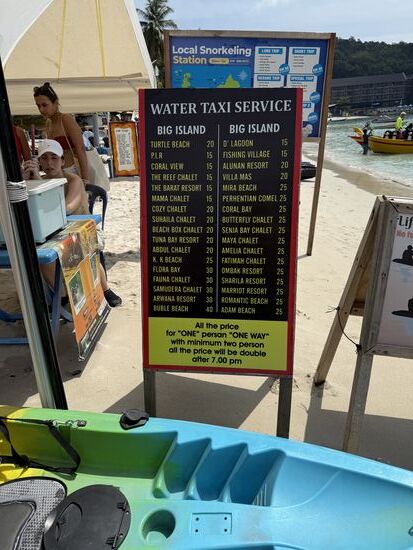 Local Snorkeling
Station
LONG TRIP
SHORT TRIP
WATER TAXI SERVICE
BIG ISLAND
TURTLE BEACH 20
P.I.R 15
CORAL VIEW 15
THE REEF CHALET 15
THE BARAT RESORT 15
MAMA CHALET 15
COZY CHALET 20
SUHAILA CHALET 20
BEACH BOX CHALET 20
TUNA BAY RESORT 20
ABDUL CHALET 20
K. K BEACH 25
FLORA BAY 30
FAUNA CHALET 30
SAMUDERA CHALET 30
ARWANA RESORT 30
BUBLE BEACH 40
BIG ISLAND
D' LAGOON 15
FISHING VILLAGE 15
ALUNAN RESORT 20
VILLA MAS 20
MIRA BEACH 25
PERHENTIAN COMEL 25
CORAL BAY 25
BUTTERFLY CHALET 25
SENJA BAY CHALET 25
MAYA CHALET 25
AMELIA CHALET 25
FATIMAH CHALET 25
OMBAK RESORT 25
SHARILA RESORT 25
MARRIOT RESORT 25
ROMANTIC BEACH 25
ADAM BEACH 25
All the price
for "ONE" persan "ONE WAY"
with minimum two person
all the price will be double
after 7.00 pm